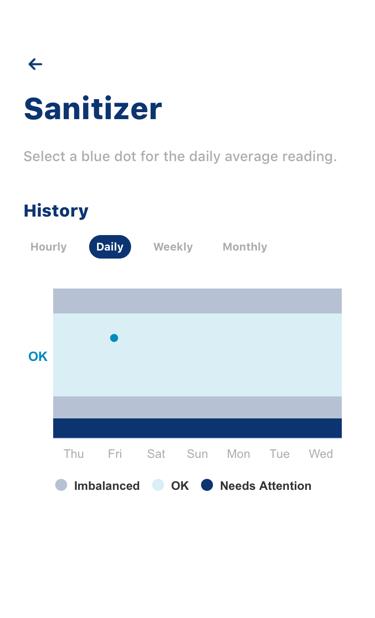 Sanitizer
Select a blue dot for the daily average reading.
History
Hourly Daily Weekly Monthly
OK
Thu Fri Sat Sun Mon Tue Wed
Imbalanced OK Needs Attention